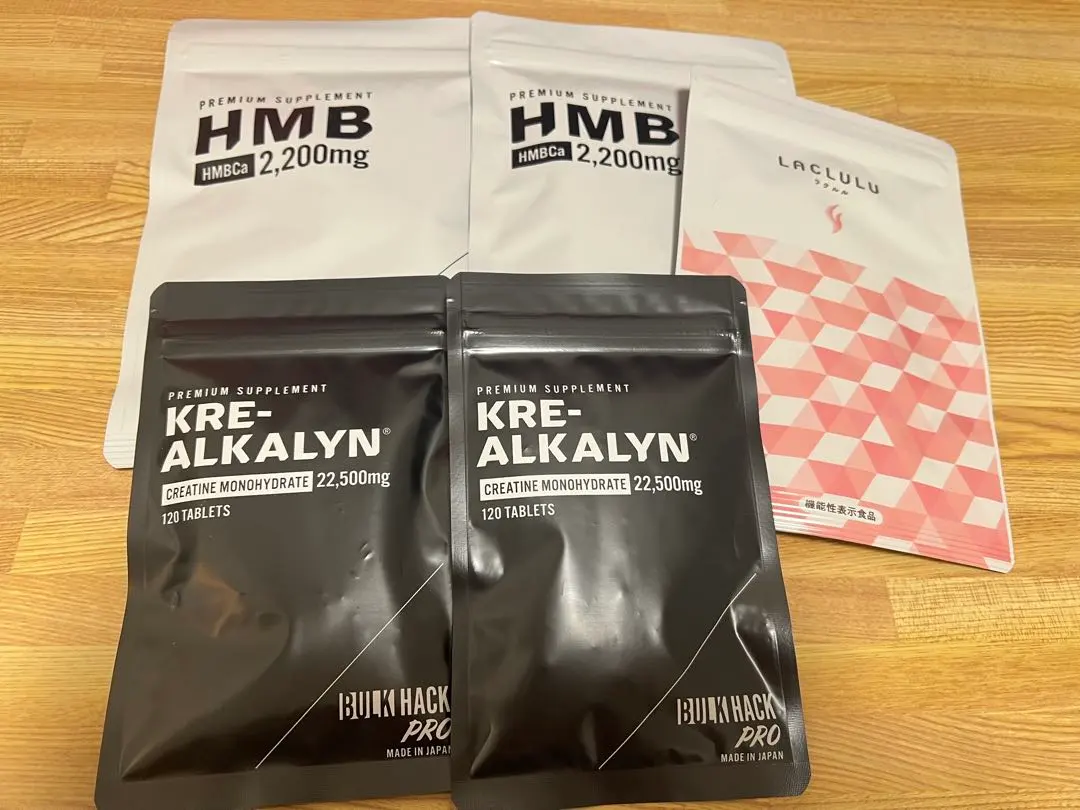 PREMIUM SUPPLEMENT
HMB
HMBCa 2,200mg
PREMIUM SUPPLEMENT
HMB
HMBCa 2,200mg
LACLULU
ラクルル
機能性表示食品
PREMIUM SUPPLEMENT
KRE-
ALKALYN®
CREATINE MONOHYDRATE 22,500mg
120 TABLETS
BULK HACK
PRO
MADE IN JAPAN
PREMIUM SUPPLEMENT
KRE-
ALKALYN®
CREATINE MONOHYDRATE 22,500mg
120 TABLETS
BULK HACK
PRO
MADE IN JAPAN